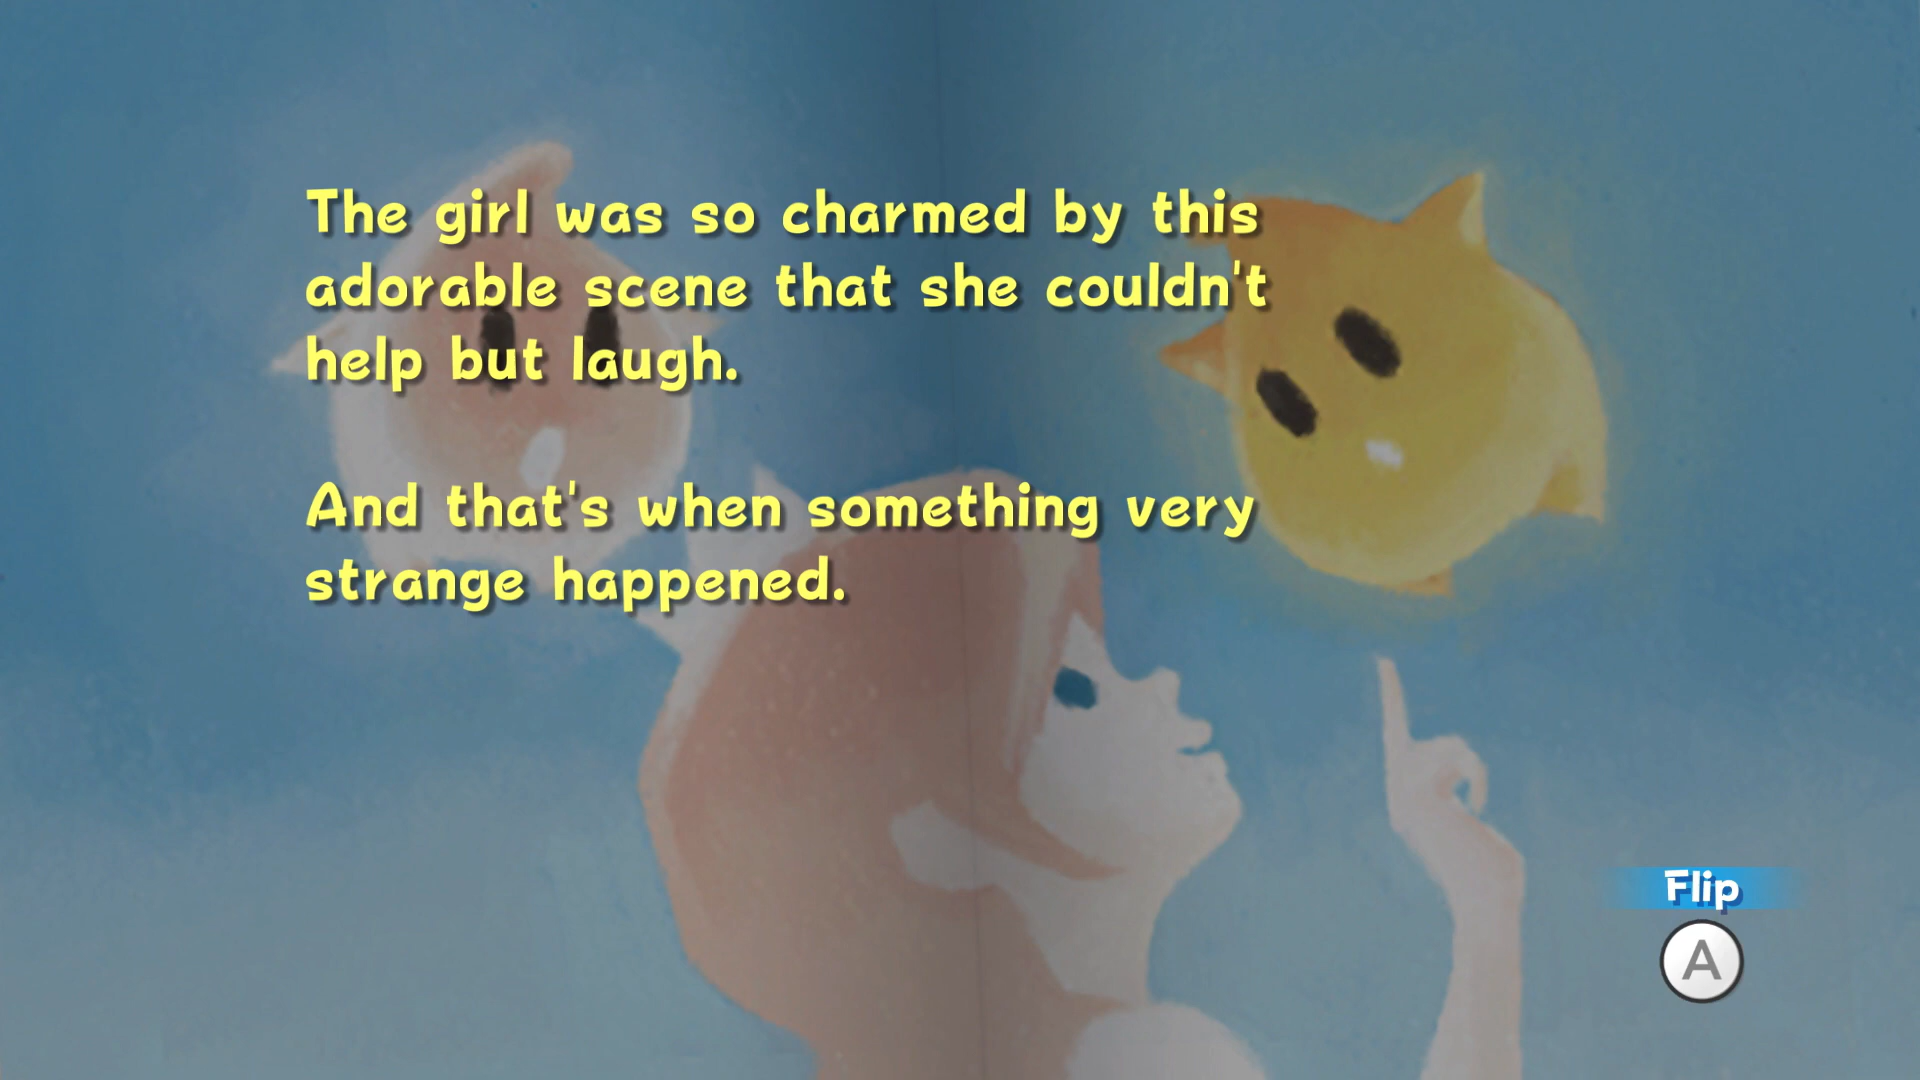 The girl was so charmed by this
adorable scene that she couldn't
help but laugh.
And that's when something very
strange happened.
Flip
A